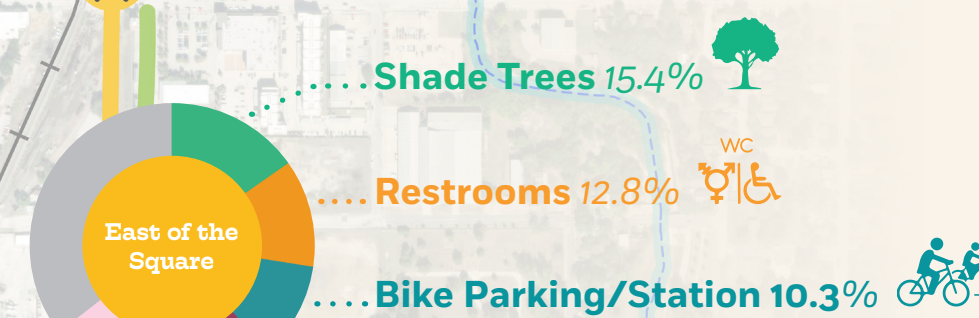 Shade Trees 15.4%
WC
Restrooms 12.8%
East of the
Square
Bike Parking/Station 10.3%